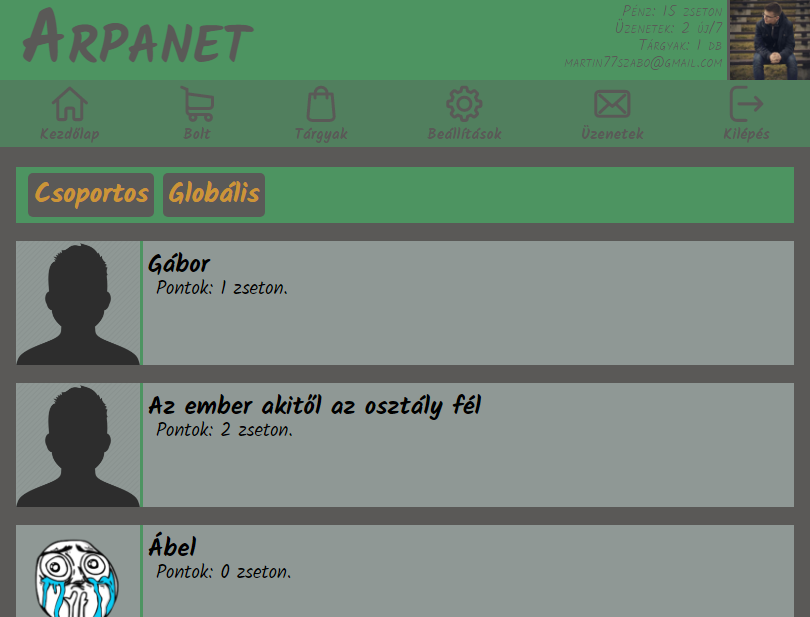 Arpanet
Pénz: 15 zseton
Üzenetek: 2 új/7
Tárgyak: 1 db
martin77szabo@gmail.com
Kezdőlap
Bolt
Tárgyak
Beállítások
Üzenetek
Kilépés
Csoportos
Globális
Gábor
Pontok: 1 zseton.
Az ember akitől az osztály fél
Pontok: 2 zseton.
Ábel
Pontok: 0 zseton.